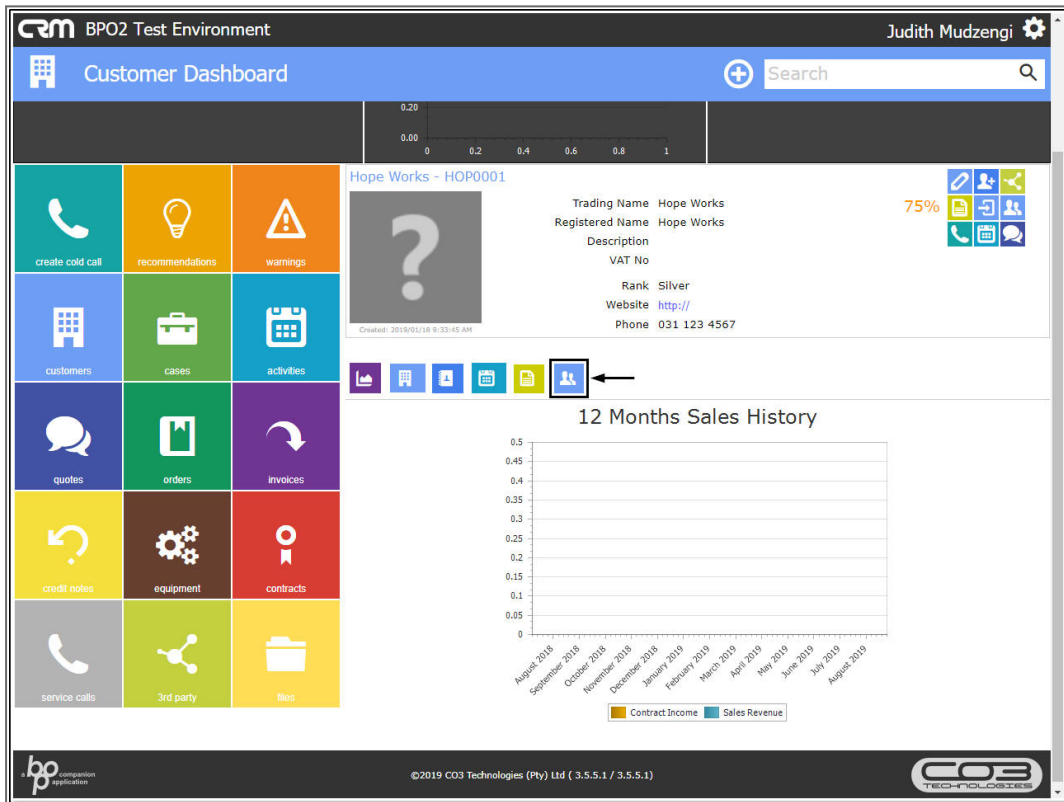 CRM BPO2 Test Environment
Judith Mudzengi
Customer Dashboard
Search
0.20
0.00
0 0.2 0.4 0.6 0.8 1
create cold call
recommendations
warnings
customers
cases
activities
quotes
orders
invoices
credit notes
equipment
contracts
service calls
3rd party
files
Hope Works - HOP0001
?
Created: 2019/01/18 9:33:45 AM
Trading Name Hope Works
Registered Name Hope Works
Description
VAT No
Rank Silver
Website http://
Phone 031 123 4567
75%
12 Months Sales History
0.5
0.45
0.4
0.35
0.3
0.25
0.2
0.15
0.1
0.05
0
August 2018
September 2018
October 2018
November 2018
December 2018
January 2019
February 2019
March 2019
April 2019
May 2019
June 2019
July 2019
August 2019
Contract Income Sales Revenue
a bpo companion
application
©2019 CO3 Technologies (Pty) Ltd ( 3.5.5.1 / 3.5.5.1)
CO3
TECHNOLOGIES